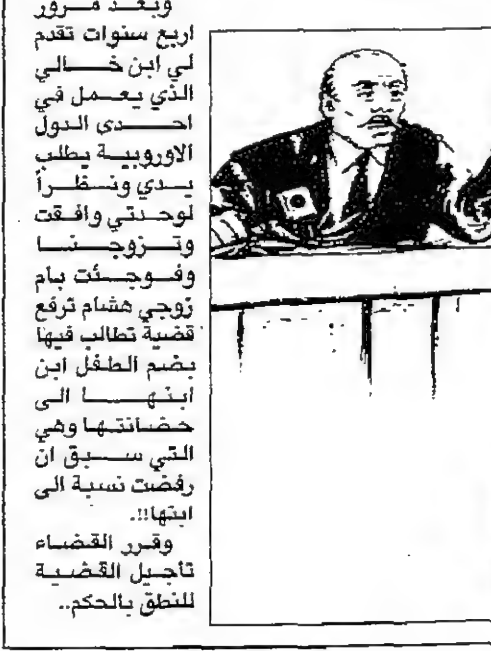 وبعد مرور
اربع سنوات تقدم
لي ابن خالي
الذي يعمل في
احدى الدول
الاوروبية يطلب
يدي ونظراً
لوحدتي وافقت
وتزوجنا
وفوجئت بام
زوجي هشام ترفع
قضية تطالب فيها
بضم الطفل ابن
ابنها الى
حضانتها وهي
التي سبق ان
رفضت نسبة الى
ابنها!!.
وقرر القضاء
تأجيل القضية
للنطق بالحكم..